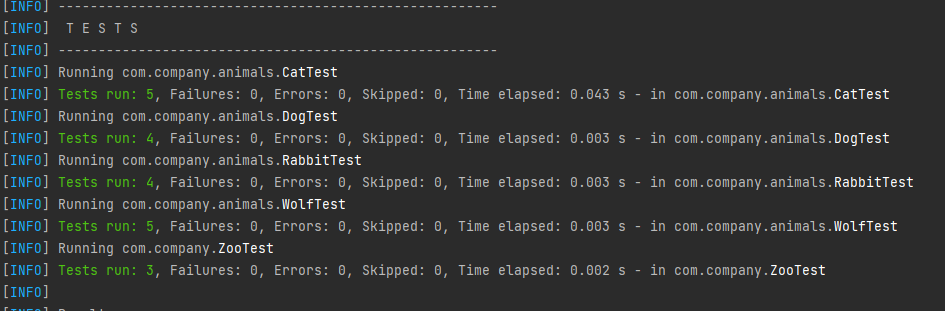 [INFO] -------------------------------------------------------
[INFO]  T E S T S
[INFO] -------------------------------------------------------
[INFO] Running com.company.animals.CatTest
[INFO] Tests run: 5, Failures: 0, Errors: 0, Skipped: 0, Time elapsed: 0.043 s - in com.company.animals.CatTest
[INFO] Running com.company.animals.DogTest
[INFO] Tests run: 4, Failures: 0, Errors: 0, Skipped: 0, Time elapsed: 0.003 s - in com.company.animals.DogTest
[INFO] Running com.company.animals.RabbitTest
[INFO] Tests run: 4, Failures: 0, Errors: 0, Skipped: 0, Time elapsed: 0.003 s - in com.company.animals.RabbitTest
[INFO] Running com.company.animals.WolfTest
[INFO] Tests run: 5, Failures: 0, Errors: 0, Skipped: 0, Time elapsed: 0.003 s - in com.company.animals.WolfTest
[INFO] Running com.company.ZooTest
[INFO] Tests run: 3, Failures: 0, Errors: 0, Skipped: 0, Time elapsed: 0.002 s - in com.company.ZooTest
[INFO]